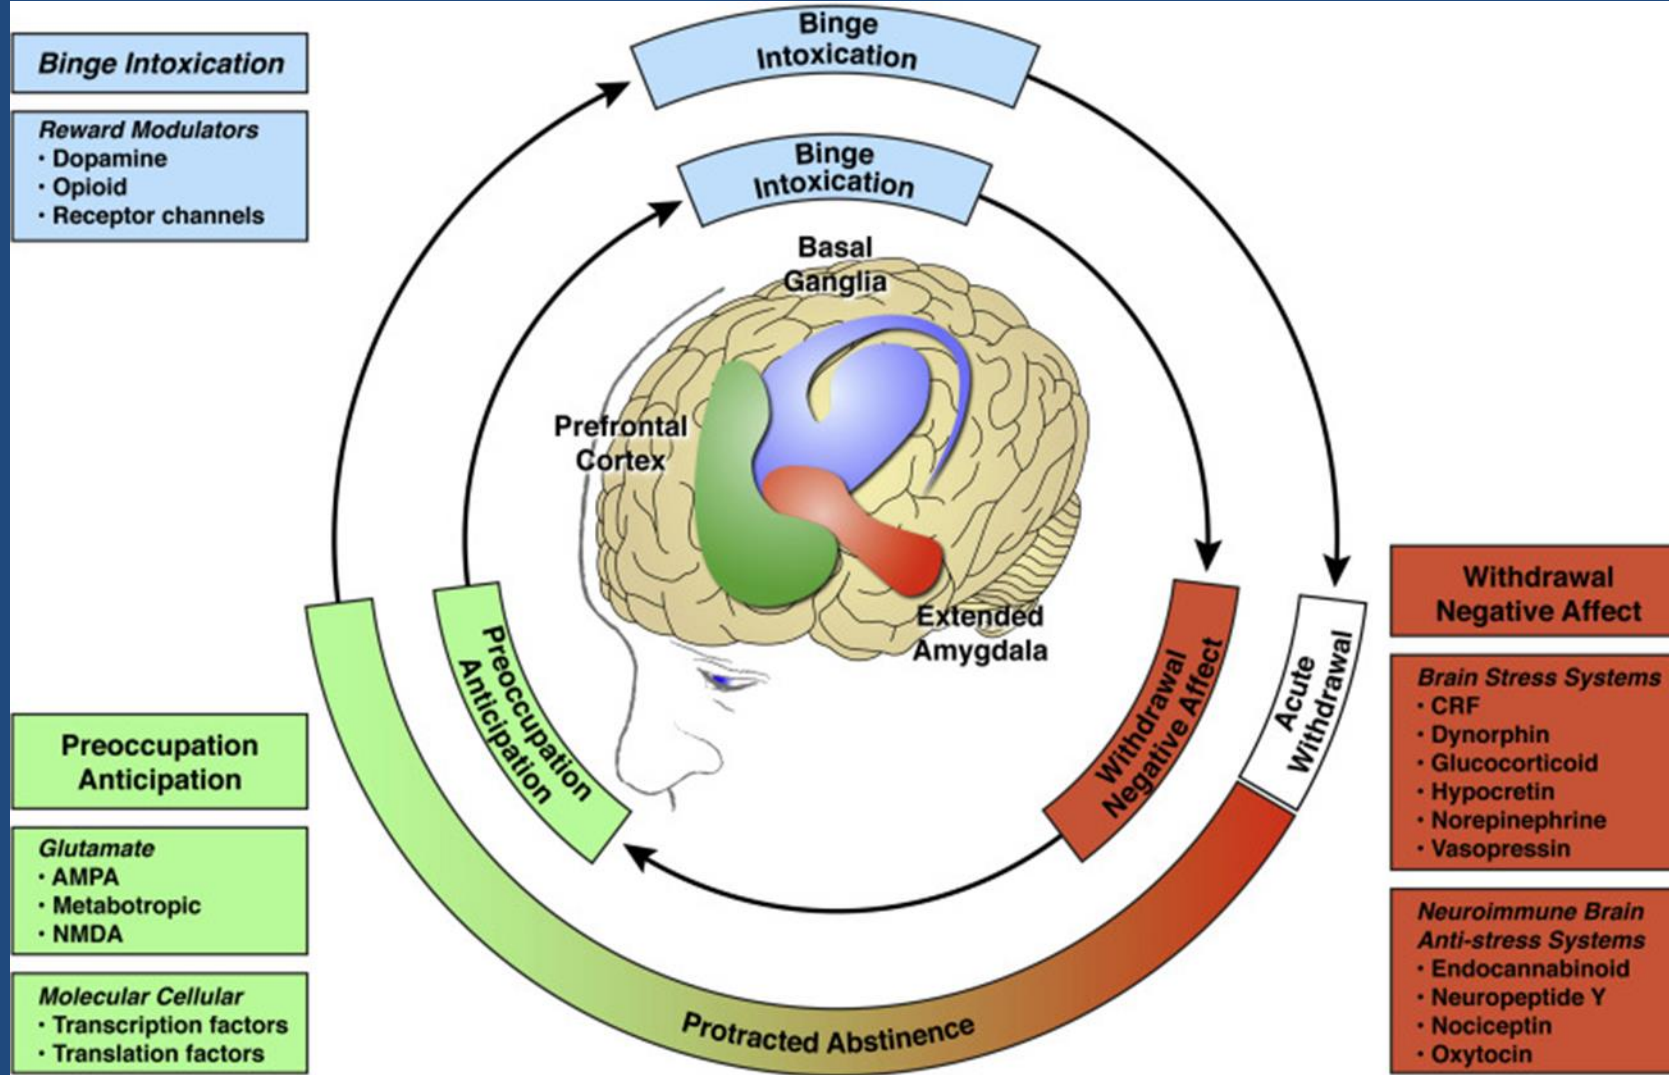 Binge Intoxication
Reward Modulators
• Dopamine
• Opioid
• Receptor channels
Preoccupation
Anticipation
Glutamate
• AMPA
• Metabotropic
• NMDA
Molecular Cellular
• Transcription factors
• Translation factors
Binge
Intoxication
Binge
Intoxication
Basal
Ganglia
Prefrontal
Cortex
Extended
Amygdala
Preoccupation
Anticipation
Withdrawal
Negative Affect
Acute
Withdrawal
Protracted Abstinence
Withdrawal
Negative Affect
Brain Stress Systems
• CRF
• Dynorphin
• Glucocorticoid
• Hypocretin
• Norepinephrine
• Vasopressin
Neuroimmune Brain
Anti-stress Systems
• Endocannabinoid
• Neuropeptide Y
• Nociceptin
• Oxytocin